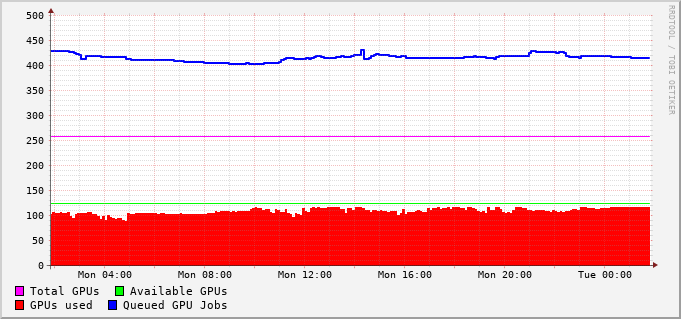 500
450
400
350
300
250
200
150
100
50
0
Mon 04:00 Mon 08:00 Mon 12:00 Mon 16:00 Mon 20:00 Tue 00:00
Total GPUs Available GPUs
GPUs used Queued GPU Jobs
RRDTOOL / TOBI OETIKER